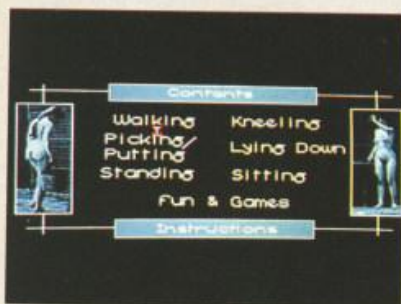 Contents
Walking
Picking/
Putting
Standing
Kneeling
Lying Down
Sitting
Fun & Games
Instructions